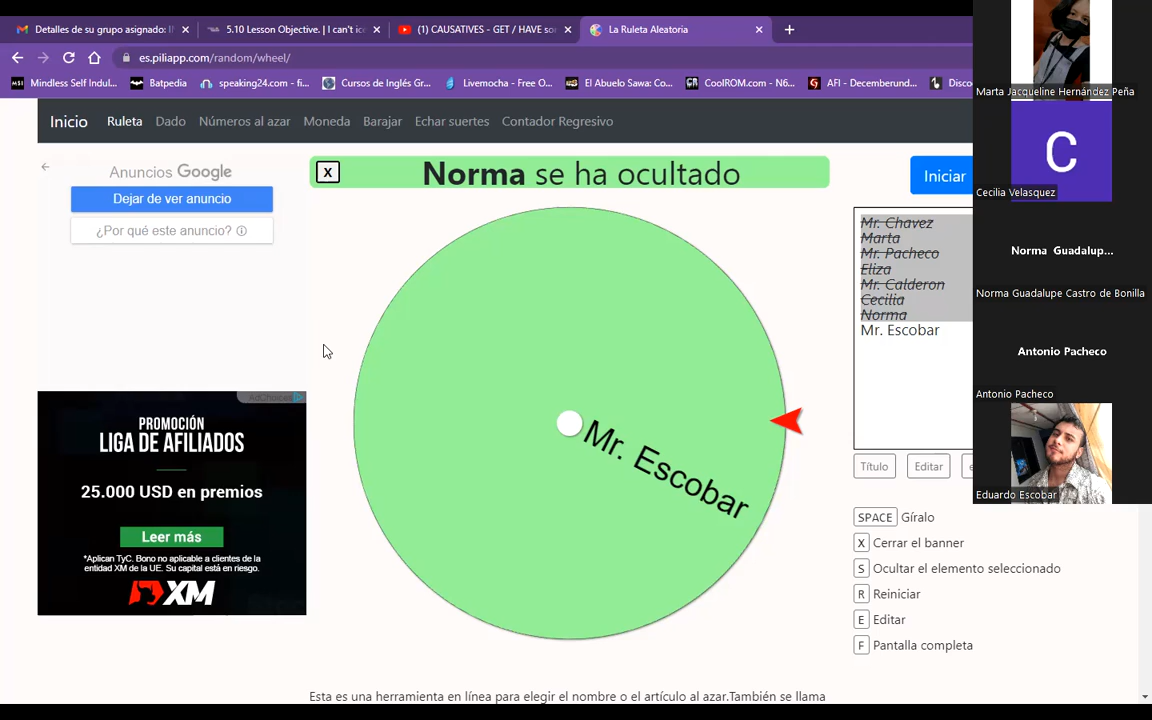 Detalles de su grupo asignado: I
5.10 Lesson Objective. | I can't ic
(1) CAUSATIVES - GET / HAVE so
La Ruleta Aleatoria
es.piliapp.com/random/wheel/
Mindless Self Indul...
Batpedia
speaking24.com - fi...
Cursos de Inglés Gr...
Livemocha - Free O...
El Abuelo Sawa: Co...
CoolROM.com - N6...
AFI - Decemberund...
Disco
Inicio
Ruleta
Dado
Números al azar
Moneda
Barajar
Echar suertes
Contador Regresivo
Anuncios Google
Dejar de ver anuncio
¿Por qué este anuncio?
X
Norma se ha ocultado
Iniciar
Mr. Chavez
Marta
Mr. Pacheco
Eliza
Mr. Calderon
Cecilia
Norma
Mr. Escobar
Mr. Escobar
AdChoices
PROMOCIÓN
LIGA DE AFILIADOS
25.000 USD en premios
Leer más
*Aplican TyC. Bono no aplicable a clientes de la
entidad XM de la UE. Su capital está en riesgo.
XM
Título
Editar
e
SPACE Gíralo
X Cerrar el banner
S Ocultar el elemento seleccionado
R Reiniciar
E Editar
F Pantalla completa
Esta es una herramienta en línea para elegir el nombre o el artículo al azar.También se llama
Marta Jacqueline Hernández Peña
C
Cecilia Velasquez
Norma Guadalup...
Norma Guadalupe Castro de Bonilla
Antonio Pacheco
Antonio Pacheco
Eduardo Escobar